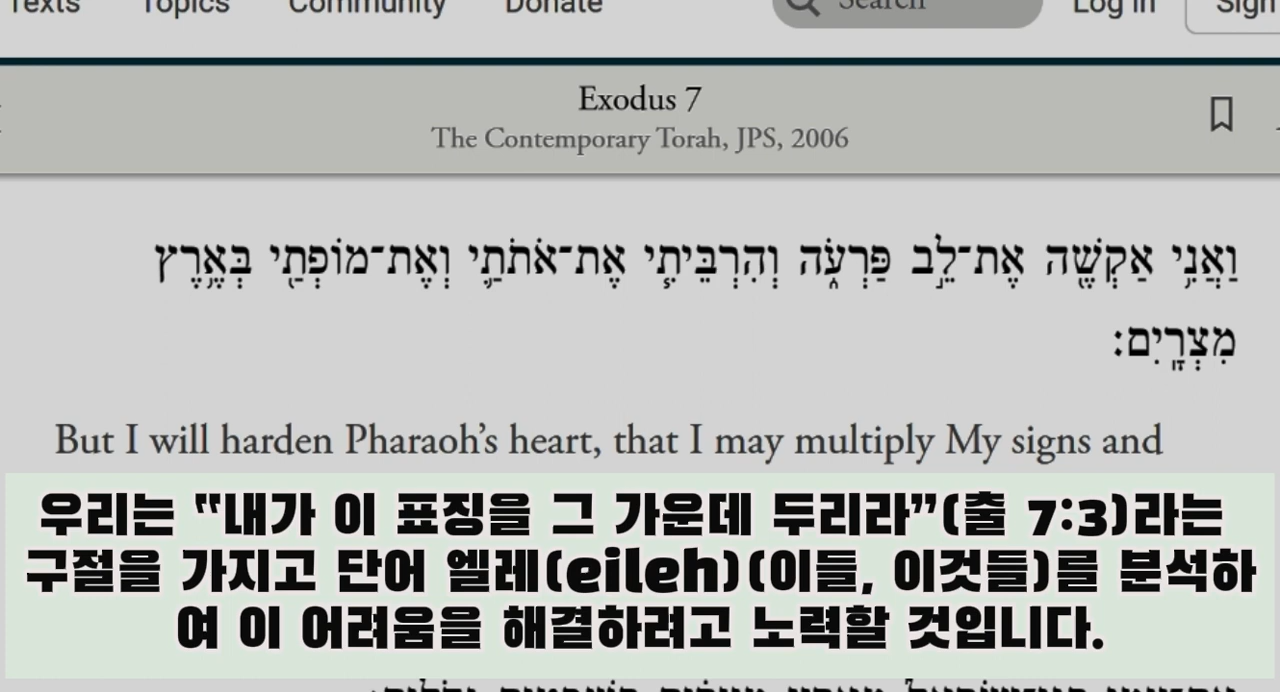 Texts Topics Community Donate Search Log in Sign
Exodus 7
The Contemporary Torah, JPS, 2006
וַאֲנִ֥י אַקְשֶׁ֖ה אֶת־לֵ֣ב פַּרְעֹ֑ה וְהִרְבֵּיתִ֧י אֶת־אֹתֹתַ֛י וְאֶת־מוֹפְתַ֖י בְּאֶ֥רֶץ
מִצְרָֽיִם׃
But I will harden Pharaoh’s heart, that I may multiply My signs and
우리는 “내가 이 표징을 그 가운데 두리라”(출 7:3)라는
구절을 가지고 단어 엘레(eileh)(이들, 이것들)를 분석하
여 이 어려움을 해결하려고 노력할 것입니다.